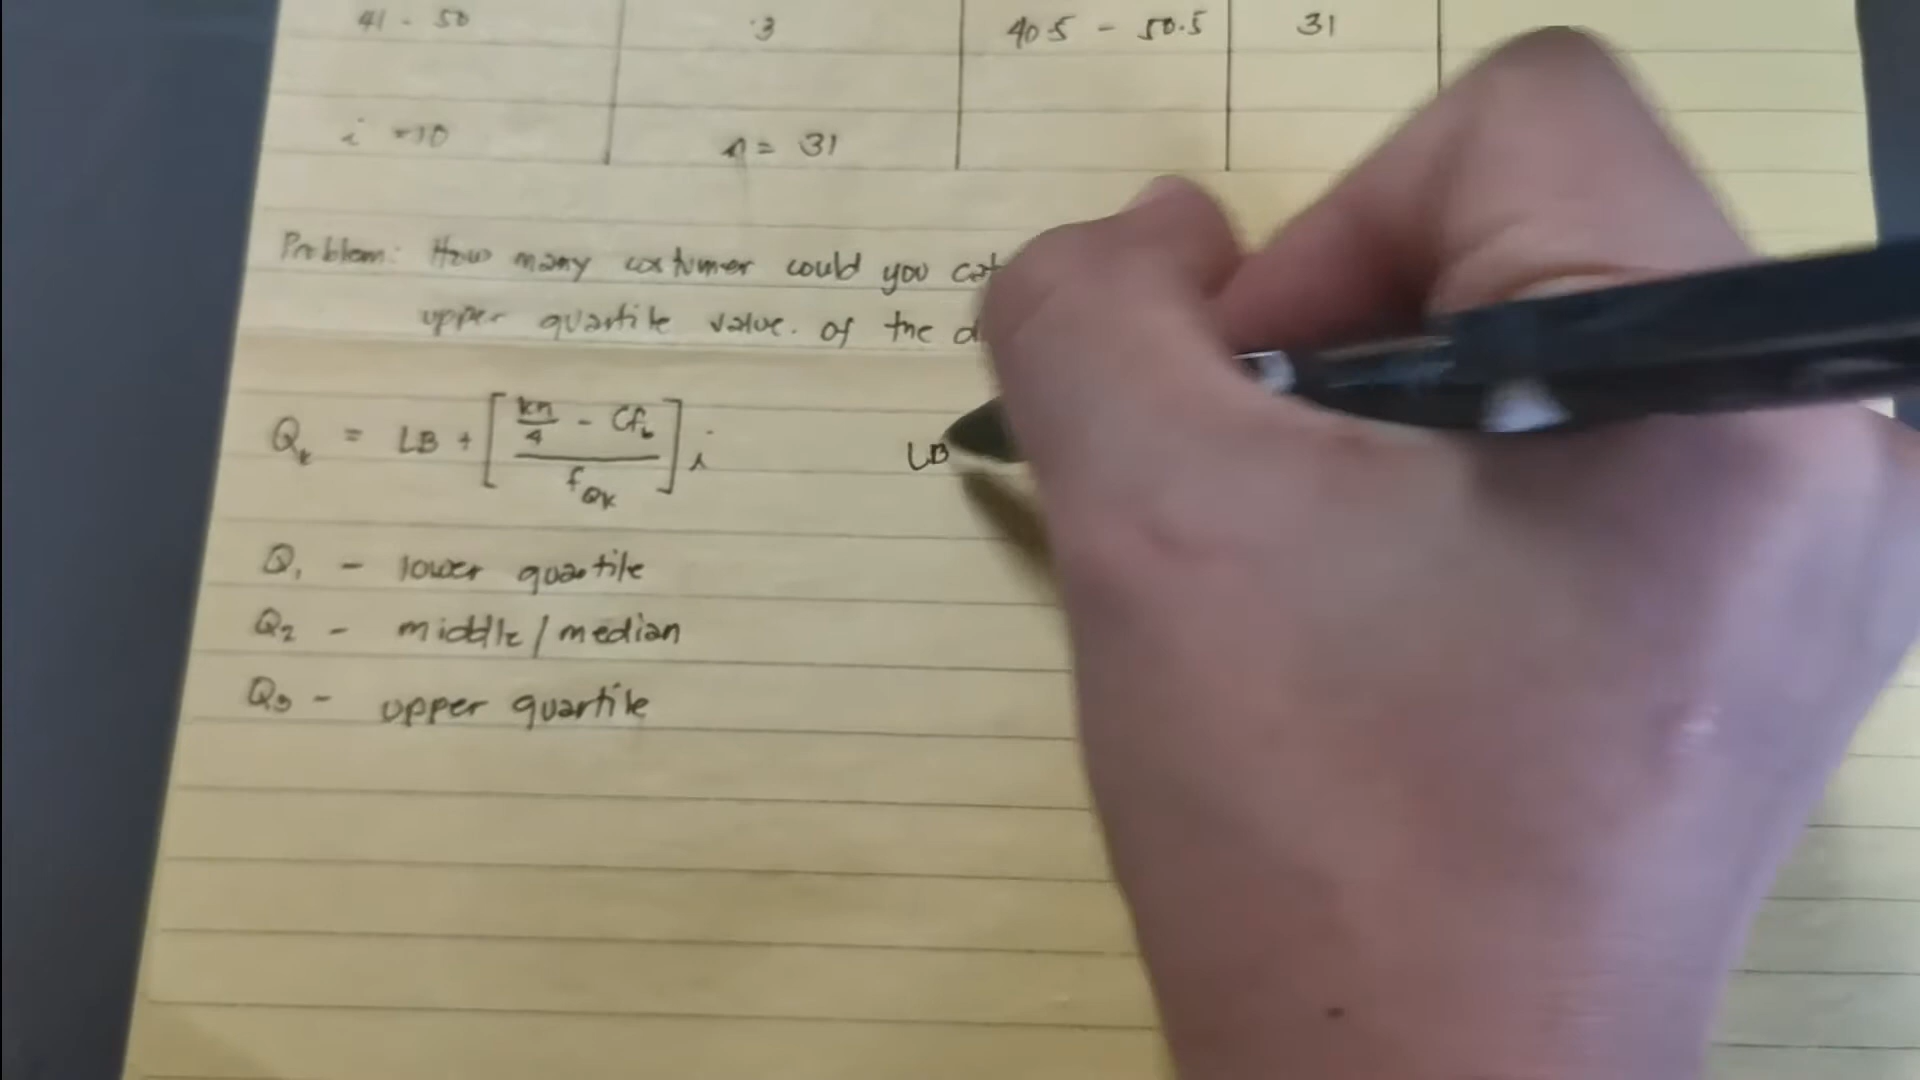 41 - 50 3 40.5 - 50.5 31
i = 10 n = 31
Problem: How many costumer could you
upper quartile value. of the
Qk = LB + [kn/4 - Cfb / fQk] i LB
Q1 - lower quartile
Q2 - middle/median
Q3 - upper quartile